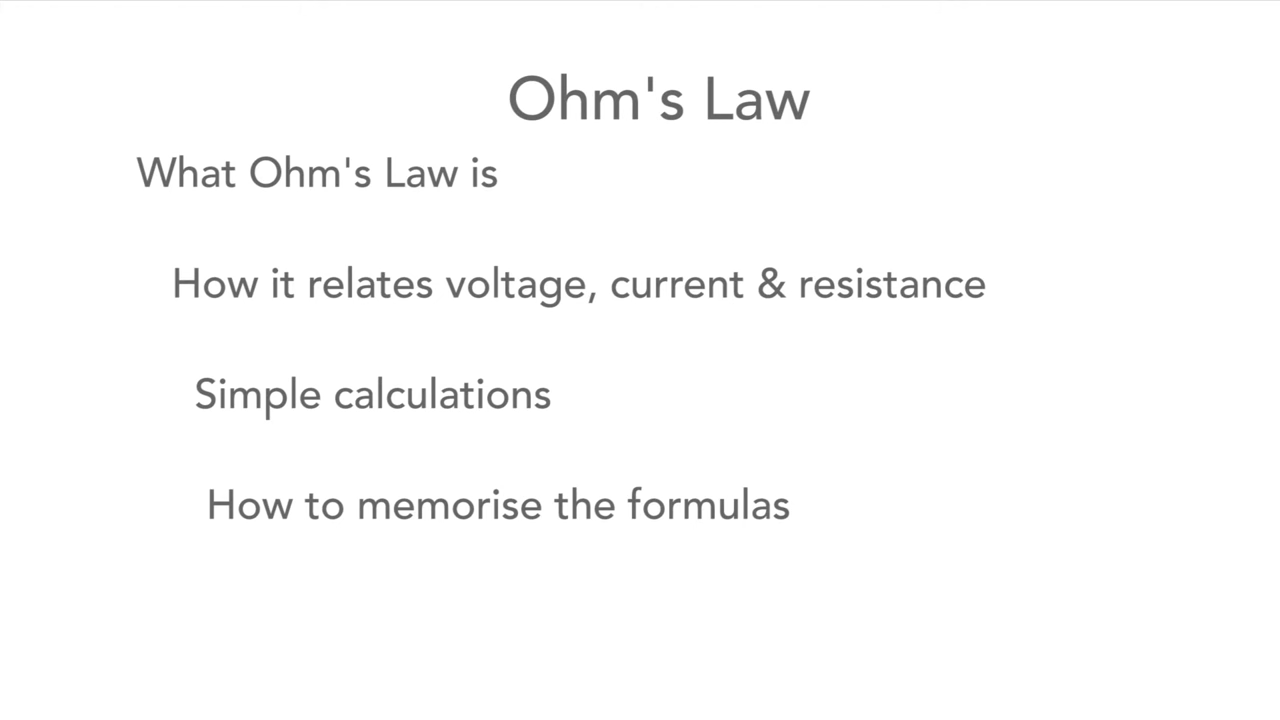 Ohm's Law
What Ohm's Law is
How it relates voltage, current & resistance
Simple calculations
How to memorise the formulas